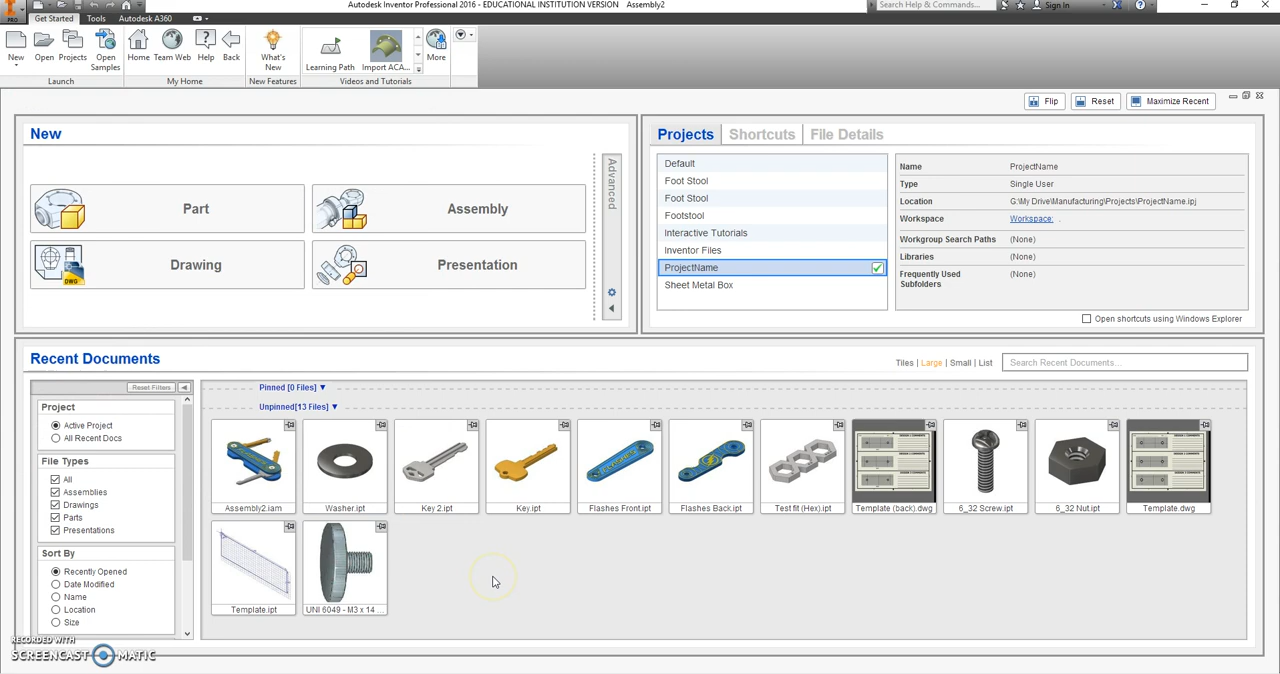 Autodesk Inventor Professional 2016 - EDUCATIONAL INSTITUTION VERSION Assembly2
Search Help & Commands... Sign In
PRO Get Started Tools Autodesk A360
New Open Projects Open Samples Home Team Web Help Back What's New Learning Path Import ACA... More
Launch My Home New Features Videos and Tutorials
Flip Reset Maximize Recent
New
Part Assembly
Drawing Presentation
DWG
Advanced
Projects Shortcuts File Details
Default
Foot Stool
Foot Stool
Footstool
Interactive Tutorials
Inventor Files
ProjectName
Sheet Metal Box
Name ProjectName
Type Single User
Location G:\My Drive\Manufacturing\Projects\ProjectName.ipj
Workspace Workspace: .
Workgroup Search Paths (None)
Libraries (None)
Frequently Used Subfolders (None)
Open shortcuts using Windows Explorer
Recent Documents
Tiles | Large | Small | List Search Recent Documents...
Reset Filters
Project
Active Project
All Recent Docs
File Types
All
Assemblies
Drawings
Parts
Presentations
Sort By
Recently Opened
Date Modified
Name
Location
Size
Pinned [0 Files]
Unpinned[13 Files]
Assembly2.iam Washer.ipt Key 2.ipt Key.ipt Flashes Front.ipt Flashes Back.ipt Test fit (Hex).ipt Template (back).dwg 6_32 Screw.ipt 6_32 Nut.ipt Template.dwg
Template.ipt UNI 6049 - M3 x 14 ...
RECORDED WITH
SCREENCAST MATIC